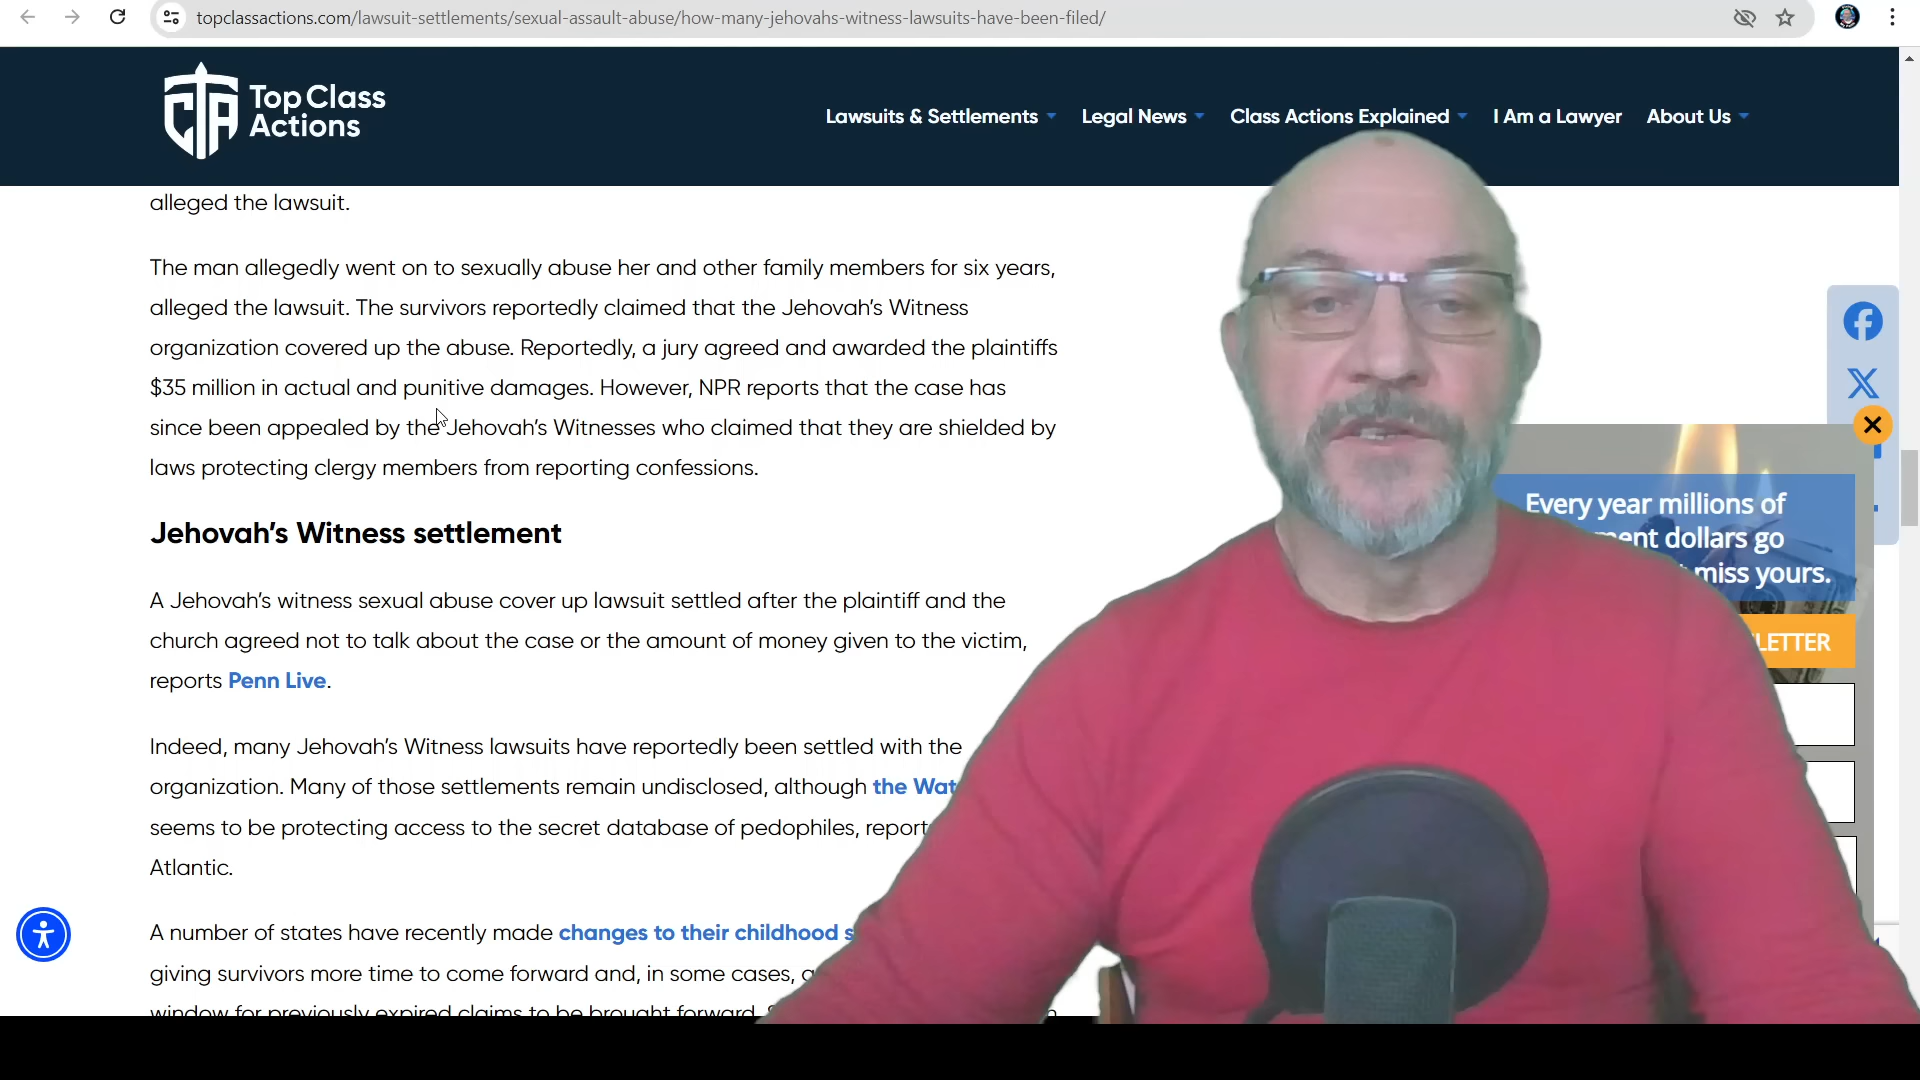 topclassactions.com/lawsuit-settlements/sexual-assault-abuse/how-many-jehovahs-witness-lawsuits-have-been-filed/
Top Class
Actions
Lawsuits & Settlements
Legal News
Class Actions Explained
I Am a Lawyer
About Us
alleged the lawsuit.
The man allegedly went on to sexually abuse her and other family members for six years,
alleged the lawsuit. The survivors reportedly claimed that the Jehovah's Witness
organization covered up the abuse. Reportedly, a jury agreed and awarded the plaintiffs
$35 million in actual and punitive damages. However, NPR reports that the case has
since been appealed by the Jehovah's Witnesses who claimed that they are shielded by
laws protecting clergy members from reporting confessions.
Jehovah's Witness settlement
A Jehovah's witness sexual abuse cover up lawsuit settled after the plaintiff and the
church agreed not to talk about the case or the amount of money given to the victim,
reports Penn Live.
Indeed, many Jehovah's Witness lawsuits have reportedly been settled with the
organization. Many of those settlements remain undisclosed, although the
seems to be protecting access to the secret database of pedophiles,
Atlantic.
A number of states have recently made changes to their childhood
giving survivors more time to come forward and, in some cases,
window for previously expired claims to be brought forward.
Every year millions of
dollars go
miss yours.